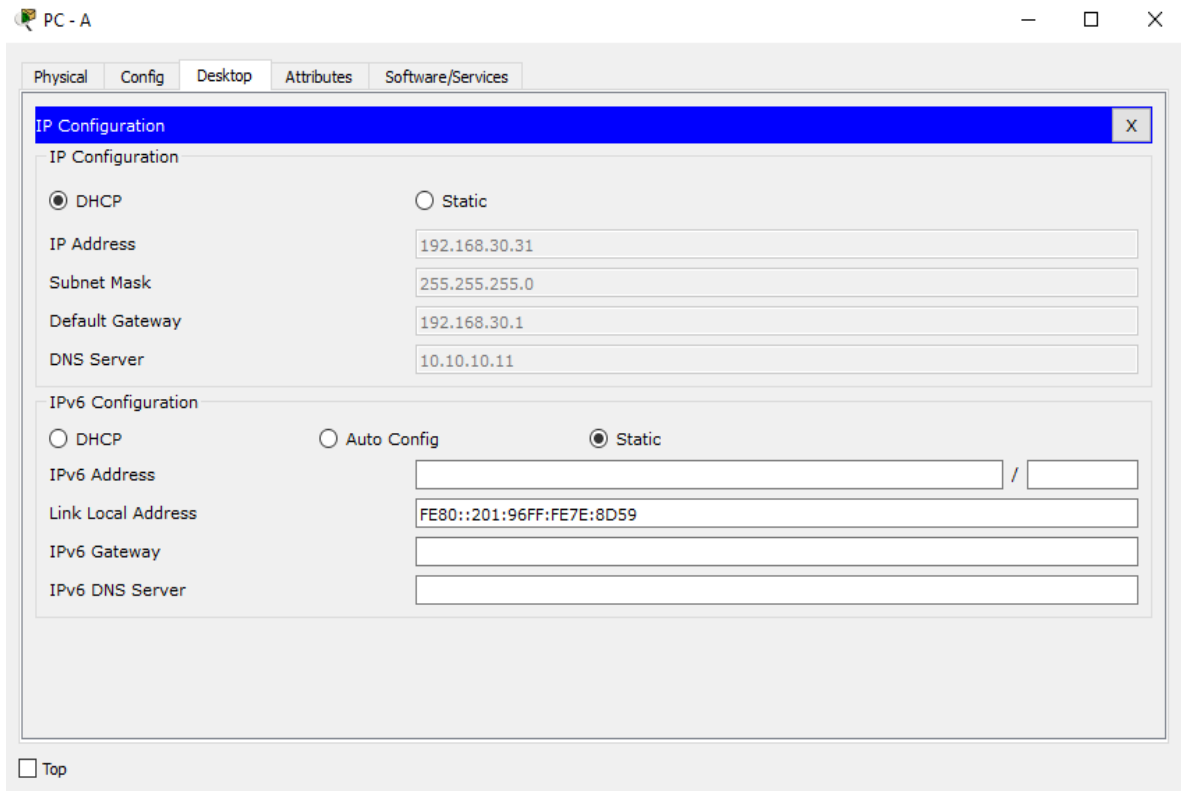 PC - A
Physical Config Desktop Attributes Software/Services
IP Configuration X
IP Configuration
DHCP Static
IP Address 192.168.30.31
Subnet Mask 255.255.255.0
Default Gateway 192.168.30.1
DNS Server 10.10.10.11
IPv6 Configuration
DHCP Auto Config Static
IPv6 Address /
Link Local Address FE80::201:96FF:FE7E:8D59
IPv6 Gateway
IPv6 DNS Server
Top